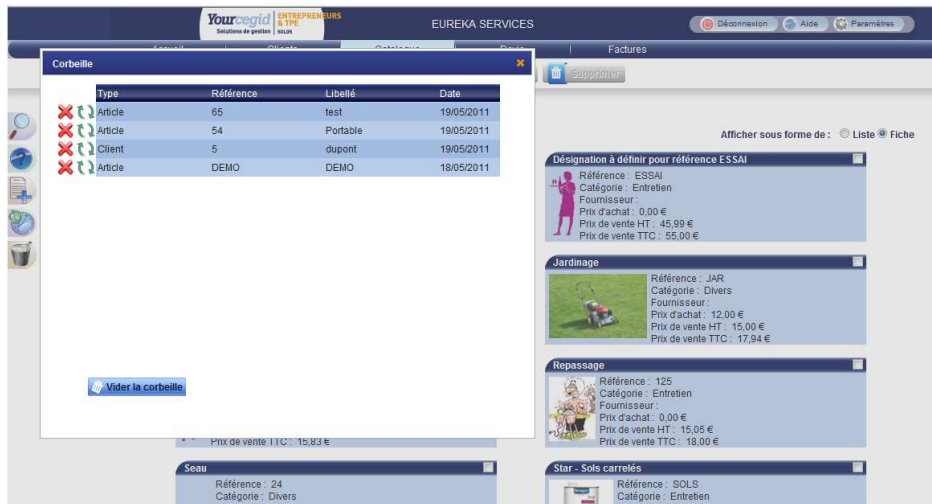 Yourcegid ENTREPRENEURS & TPE
Solutions de gestion SOLOS
EUREKA SERVICES
Déconnexion Aide Paramètres
Accueil Clients Catalogue Devis Factures
Corbeille
Supprimer
Type Référence Libellé Date
Article 65 test 19/05/2011
Article 54 Portable 19/05/2011
Client 5 dupont 19/05/2011
Article DEMO DEMO 18/05/2011
Vider la corbeille
Afficher sous forme de : Liste Fiche
Désignation à définir pour référence ESSAI
Référence : ESSAI
Catégorie : Entretien
Fournisseur :
Prix d'achat : 0,00 €
Prix de vente HT : 45,99 €
Prix de vente TTC : 55,00 €
Jardinage
Référence : JAR
Catégorie : Divers
Fournisseur :
Prix d'achat : 12,00 €
Prix de vente HT : 15,00 €
Prix de vente TTC : 17,94 €
Repassage
Référence : 125
Catégorie : Entretien
Fournisseur :
Prix d'achat : 0,00 €
Prix de vente HT : 15,05 €
Prix de vente TTC : 18,00 €
Prix de vente TTC : 15,83 €
Seau
Référence : 24
Catégorie : Divers
Star - Sols carrelés
Référence : SOLS
Catégorie : Entretien